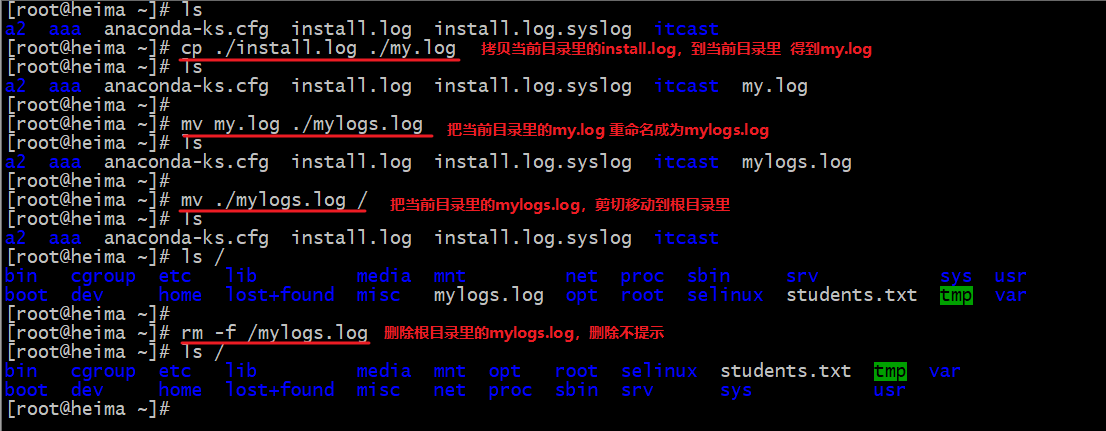 [root@heima ~]# ls
a2 aaa anaconda-ks.cfg install.log install.log.syslog itcast
[root@heima ~]# cp ./install.log ./my.log 拷贝当前目录里的install.log，到当前目录里 得到my.log
[root@heima ~]# ls
a2 aaa anaconda-ks.cfg install.log install.log.syslog itcast my.log
[root@heima ~]#
[root@heima ~]# mv my.log ./mylogs.log 把当前目录里的my.log 重命名成为mylogs.log
[root@heima ~]# ls
a2 aaa anaconda-ks.cfg install.log install.log.syslog itcast mylogs.log
[root@heima ~]#
[root@heima ~]# mv ./mylogs.log / 把当前目录里的mylogs.log，剪切移动到根目录里
[root@heima ~]# ls
a2 aaa anaconda-ks.cfg install.log install.log.syslog itcast
[root@heima ~]# ls /
bin cgroup etc lib media mnt net proc sbin srv sys usr
boot dev home lost+found misc mylogs.log opt root selinux students.txt tmp var
[root@heima ~]#
[root@heima ~]# rm -f /mylogs.log 删除根目录里的mylogs.log，删除不提示
[root@heima ~]# ls /
bin cgroup etc lib media mnt opt root selinux students.txt tmp var
boot dev home lost+found misc net proc sbin srv sys usr
[root@heima ~]#